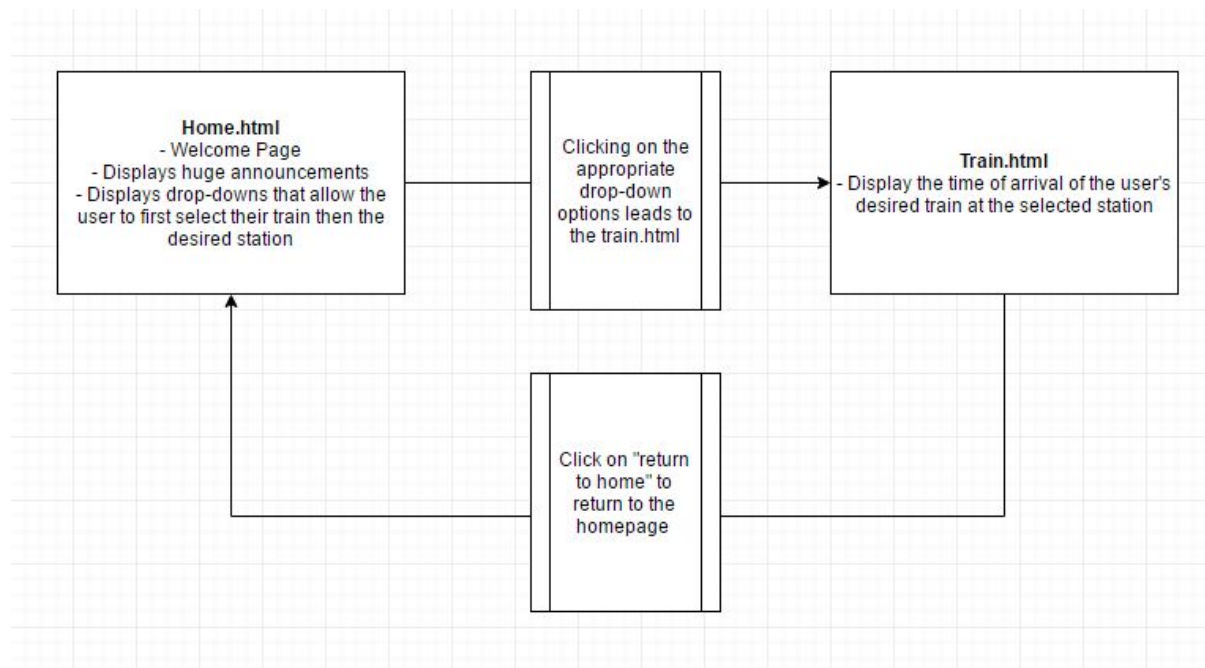 Home.html
- Welcome Page
- Displays huge announcements
- Displays drop-downs that allow the
user to first select their train then the
desired station
Clicking on the
appropriate
drop-down
options leads to
the train.html
Train.html
- Display the time of arrival of the user's
desired train at the selected station
Click on "return
to home" to
return to the
homepage